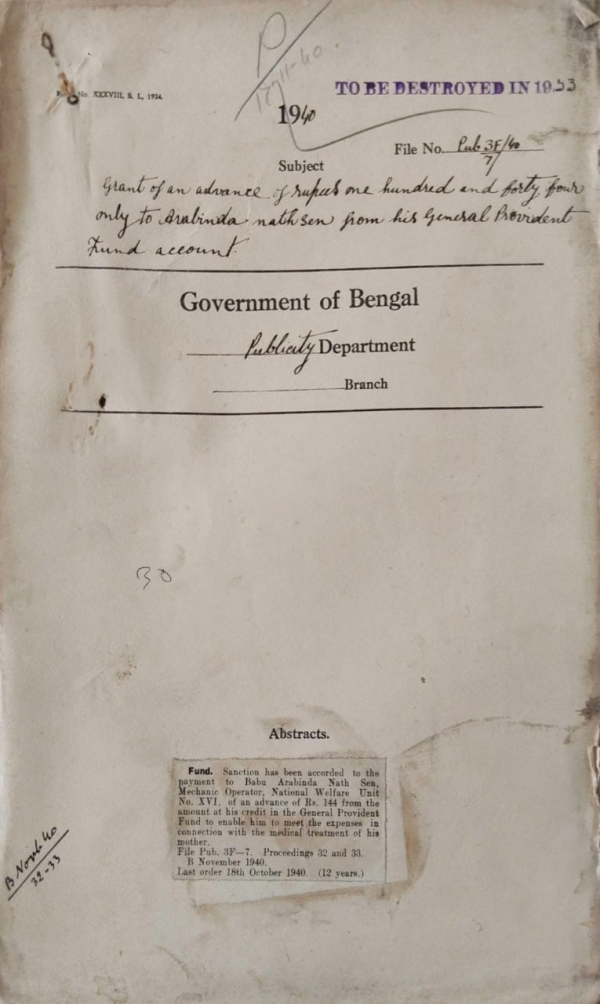 P
18-11-40.
No. XXXVIII, S. I., 1934.
TO BE DESTROYED IN 1953
1940
File No. Pub 3F/40
7
Subject
Grant of an advance of rupees one hundred and forty four
only to Arabinda nath sen from his General Provident
Fund account.
Government of Bengal
Publicity Department
Branch
30
Abstracts.
Fund. Sanction has been accorded to the
payment to Babu Arabinda Nath Sen,
Mechanic Operator, National Welfare Unit
No. XVI, of an advance of Rs. 144 from the
amount at his credit in the General Provident
Fund to enable him to meet the expenses in
connection with the medical treatment of his
mother.
File Pub. 3F—7. Proceedings 32 and 33.
B November 1940.
Last order 18th October 1940. (12 years.)
B Novb 40
32-33